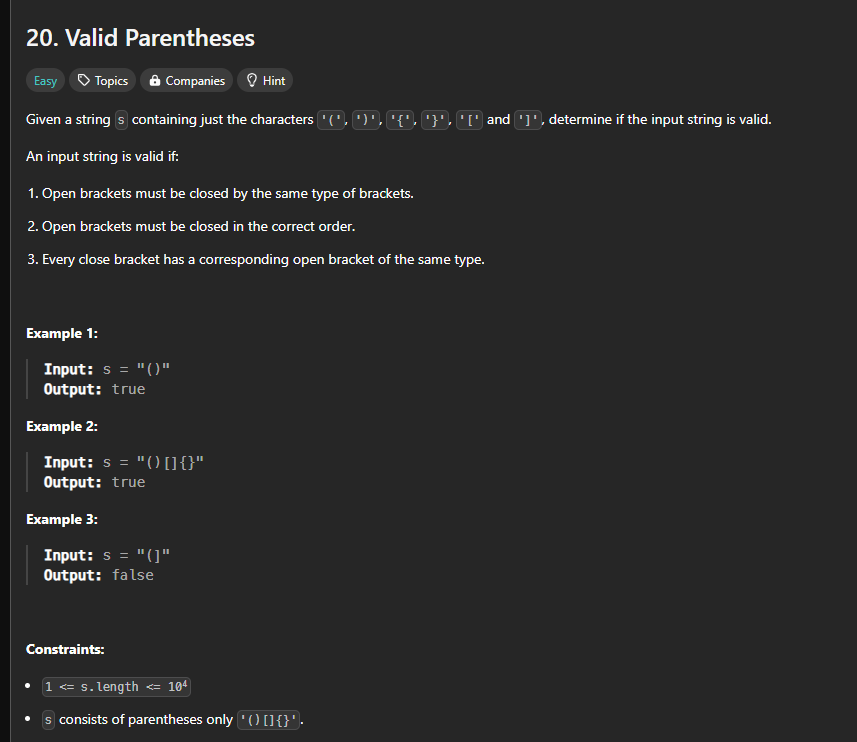 20. Valid Parentheses
Easy Topics Companies Hint
Given a string s containing just the characters '(', ')', '{', '}', '[' and ']', determine if the input string is valid.
An input string is valid if:
1. Open brackets must be closed by the same type of brackets.
2. Open brackets must be closed in the correct order.
3. Every close bracket has a corresponding open bracket of the same type.
Example 1:
Input: s = "()"
Output: true
Example 2:
Input: s = "()[]{}"
Output: true
Example 3:
Input: s = "(]"
Output: false
Constraints:
• 1 <= s.length <= 10⁴
• s consists of parentheses only '()[]{}'.